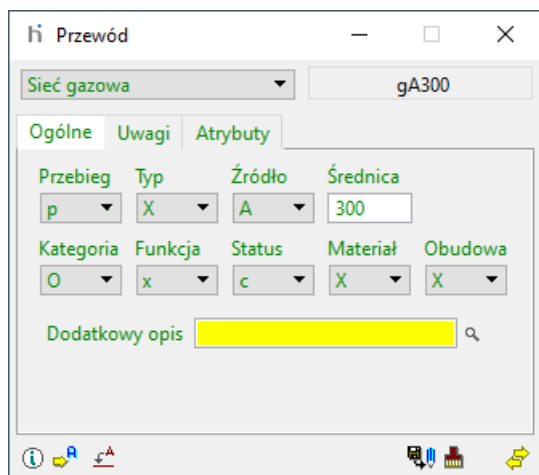 hi Przewód
Sieć gazowa gA300
Ogólne Uwagi Atrybuty
Przebieg Typ Źródło Średnica
p X A 300
Kategoria Funkcja Status Materiał Obudowa
O x c X X
Dodatkowy opis
A A